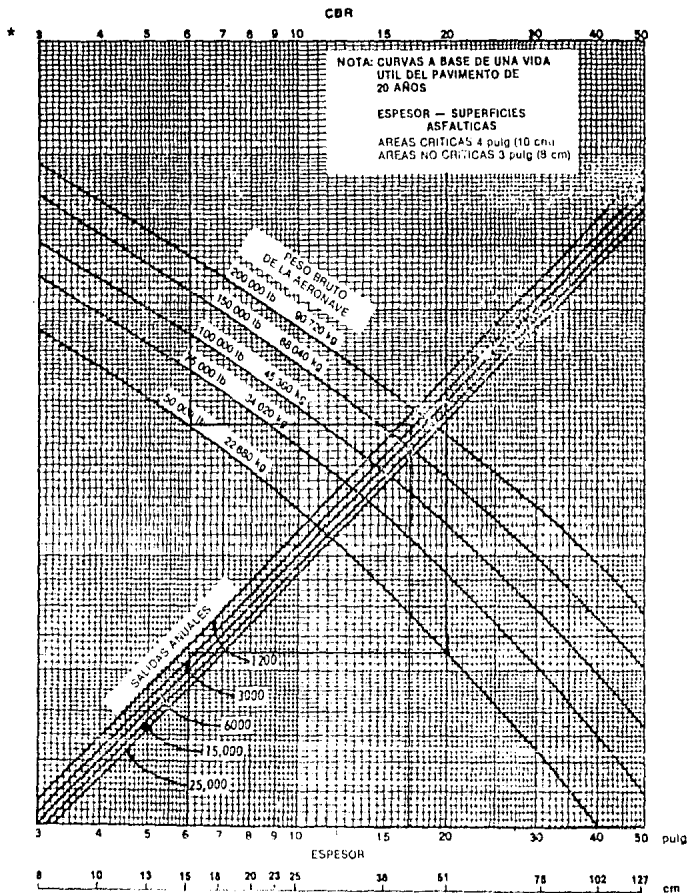 CBR
* 3 4 5 6 7 8 9 10 15 20 30 40 50
NOTA: CURVAS A BASE DE UNA VIDA
UTIL DEL PAVIMENTO DE
20 AÑOS
ESPESOR — SUPERFICIES
ASFALTICAS
AREAS CRITICAS 4 pulg (10 cm)
AREAS NO CRITICAS 3 pulg (8 cm)
PESO BRUTO
DE LA AERONAVE
200 000 lb 90 720 kg
150 000 lb 68 040 kg
100 000 lb 45 360 kg
75 000 lb 34 020 kg
50 000 lb 22 680 kg
SALIDAS ANUALES
1200
3000
6000
15,000
25,000
3 4 5 6 7 8 9 10 15 20 30 40 50 pulg
ESPESOR
8 10 13 15 18 20 23 25 38 51 78 102 127 cm